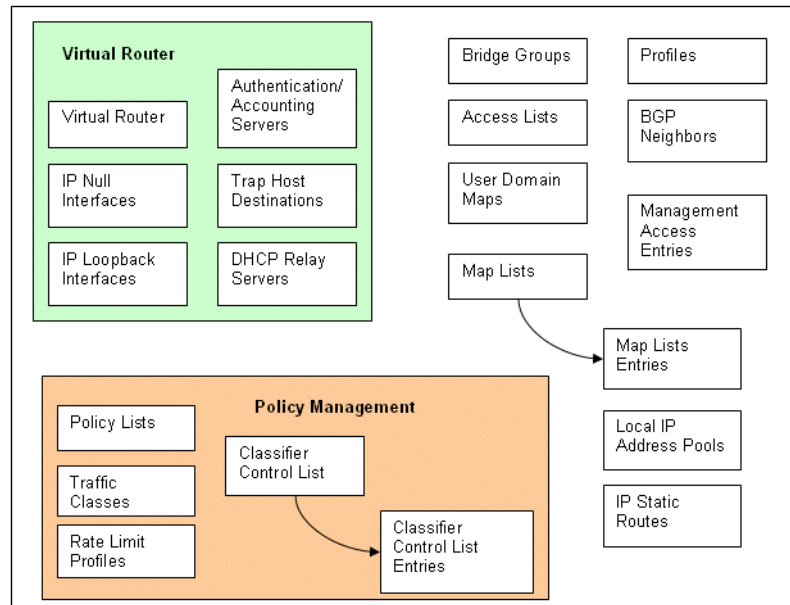 Virtual Router
Virtual Router
IP Null
Interfaces
IP Loopback
Interfaces
Authentication/
Accounting
Servers
Trap Host
Destinations
DHCP Relay
Servers
Bridge Groups
Access Lists
User Domain
Maps
Map Lists
Profiles
BGP
Neighbors
Management
Access
Entries
Map Lists
Entries
Local IP
Address Pools
IP Static
Routes
Policy Management
Policy Lists
Traffic
Classes
Rate Limit
Profiles
Classifier
Control List
Classifier
Control List
Entries